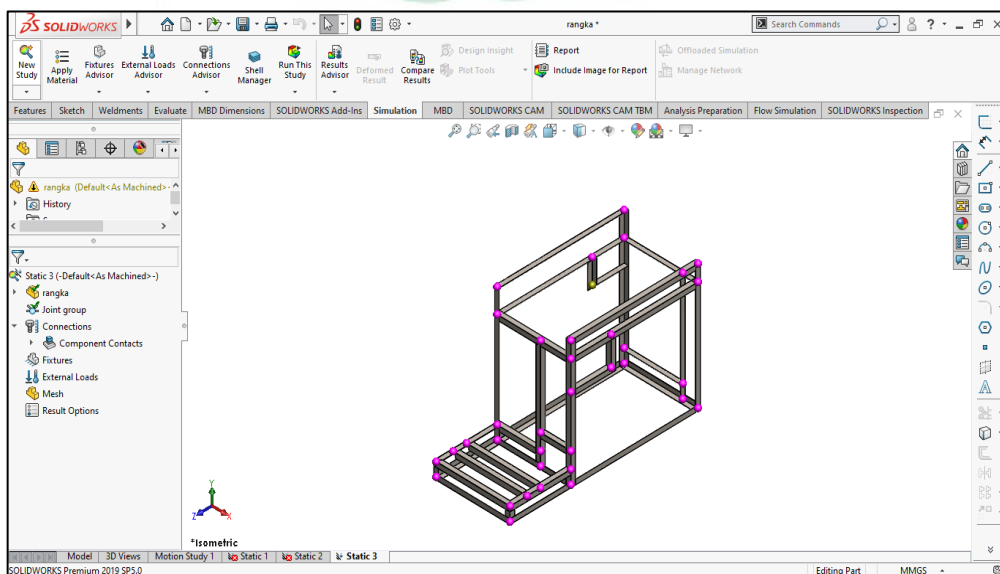 SOLIDWORKS
rangka *
Search Commands
New Study
Apply Material
Fixtures Advisor
External Loads Advisor
Connections Advisor
Shell Manager
Run This Study
Results Advisor
Deformed Result
Compare Results
Design Insight
Plot Tools
Report
Include Image for Report
Offloaded Simulation
Manage Network
Features Sketch Weldments Evaluate MBD Dimensions SOLIDWORKS Add-Ins Simulation MBD SOLIDWORKS CAM SOLIDWORKS CAM TBM Analysis Preparation Flow Simulation SOLIDWORKS Inspection
rangka (Default<As Machined>
History
Static 3 (-Default<As Machined>-)
rangka
Joint group
Connections
Component Contacts
Fixtures
External Loads
Mesh
Result Options
Y
Z
X
*Isometric
Model 3D Views Motion Study 1 Static 1 Static 2 Static 3
SOLIDWORKS Premium 2019 SP5.0
Editing Part
MMGS